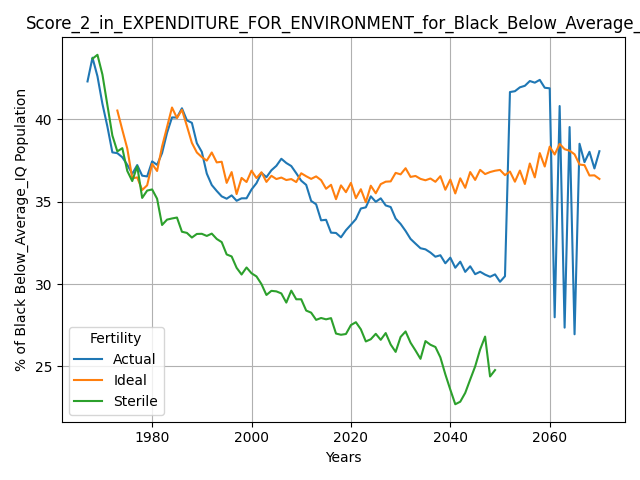 Score_2_in_EXPENDITURE_FOR_ENVIRONMENT_for_Black_Below_Average_
% of Black Below_Average_IQ Population
40
35
30
25
Fertility
Actual
Ideal
Sterile
1980
2000
2020
2040
2060
Years